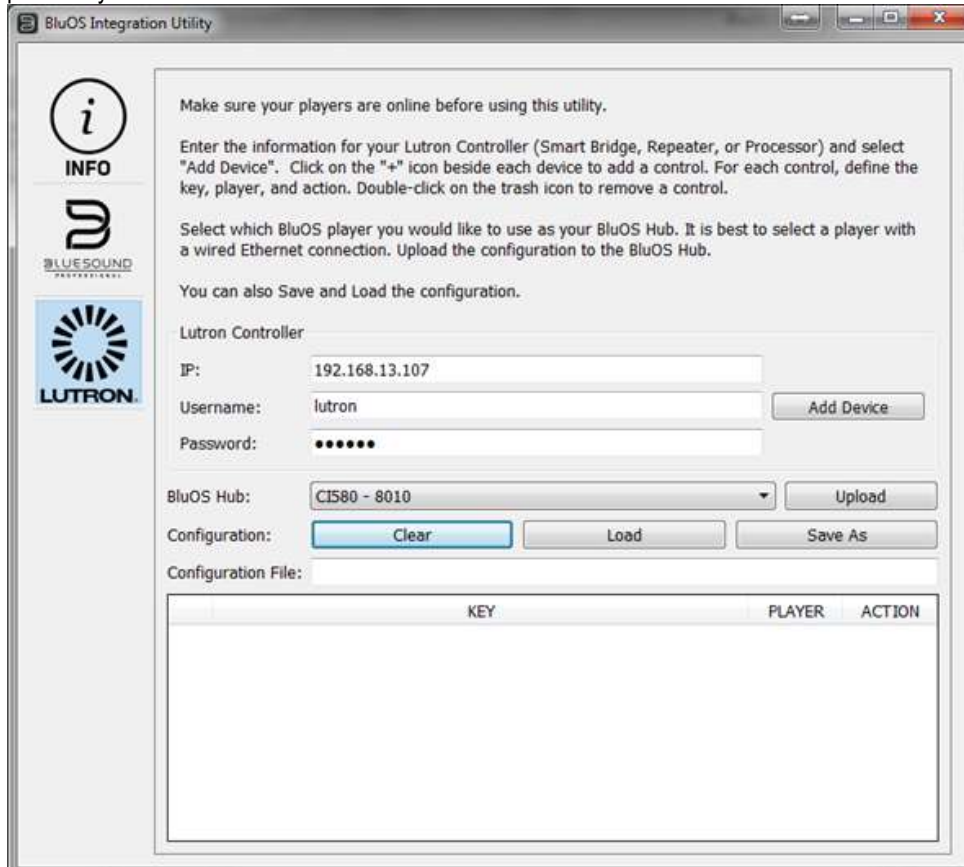 BluOS Integration Utility
INFO
BLUESOUND
PROFESSIONAL
LUTRON.
Make sure your players are online before using this utility.
Enter the information for your Lutron Controller (Smart Bridge, Repeater, or Processor) and select
"Add Device".  Click on the "+" icon beside each device to add a control. For each control, define the
key, player, and action. Double-click on the trash icon to remove a control.
Select which BluOS player you would like to use as your BluOS Hub. It is best to select a player with
a wired Ethernet connection. Upload the configuration to the BluOS Hub.
You can also Save and Load the configuration.
Lutron Controller
IP: 192.168.13.107
Username: lutron Add Device
Password: ●●●●●●
BluOS Hub: CI580 - 8010 Upload
Configuration: Clear Load Save As
Configuration File:
KEY PLAYER ACTION